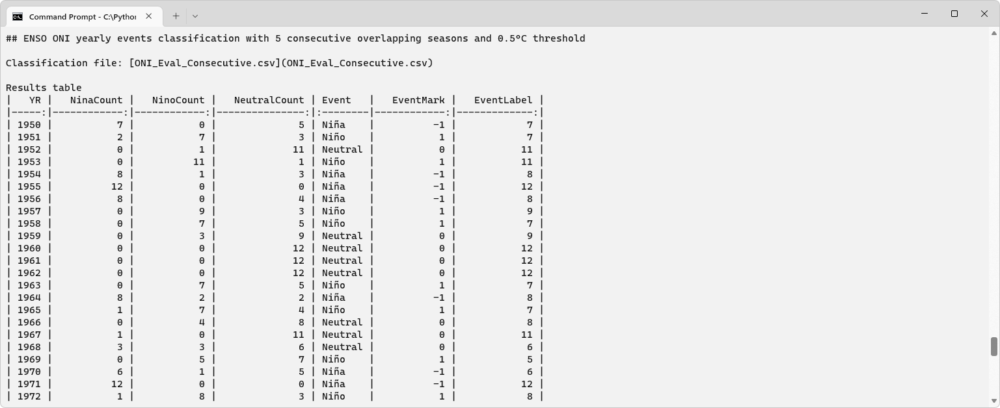 Command Prompt - C:\Pythor
## ENSO ONI yearly events classification with 5 consecutive overlapping seasons and 0.5ºC threshold
Classification file: [ONI_Eval_Consecutive.csv](ONI_Eval_Consecutive.csv)
Results table
|   YR |   NinaCount |   NinoCount |   NeutralCount | Event   |   EventMark |   EventLabel |
|-----:|------------:|------------:|---------------:|:--------|------------:|-------------:|
| 1950 |           7 |           0 |              5 | Niña    |          -1 |            7 |
| 1951 |           2 |           7 |              3 | Niño    |           1 |            7 |
| 1952 |           0 |           1 |             11 | Neutral |           0 |           11 |
| 1953 |           0 |          11 |              1 | Niño    |           1 |           11 |
| 1954 |           8 |           1 |              3 | Niña    |          -1 |            8 |
| 1955 |          12 |           0 |              0 | Niña    |          -1 |           12 |
| 1956 |           8 |           0 |              4 | Niña    |          -1 |            8 |
| 1957 |           0 |           9 |              3 | Niño    |           1 |            9 |
| 1958 |           0 |           7 |              5 | Niño    |           1 |            7 |
| 1959 |           0 |           3 |              9 | Neutral |           0 |            9 |
| 1960 |           0 |           0 |             12 | Neutral |           0 |           12 |
| 1961 |           0 |           0 |             12 | Neutral |           0 |           12 |
| 1962 |           0 |           0 |             12 | Neutral |           0 |           12 |
| 1963 |           0 |           7 |              5 | Niño    |           1 |            7 |
| 1964 |           8 |           2 |              2 | Niña    |          -1 |            8 |
| 1965 |           1 |           7 |              4 | Niño    |           1 |            7 |
| 1966 |           0 |           4 |              8 | Neutral |           0 |            8 |
| 1967 |           1 |           0 |             11 | Neutral |           0 |           11 |
| 1968 |           3 |           3 |              6 | Neutral |           0 |            6 |
| 1969 |           0 |           5 |              7 | Niño    |           1 |            5 |
| 1970 |           6 |           1 |              5 | Niña    |          -1 |            6 |
| 1971 |          12 |           0 |              0 | Niña    |          -1 |           12 |
| 1972 |           1 |           8 |              3 | Niño    |           1 |            8 |